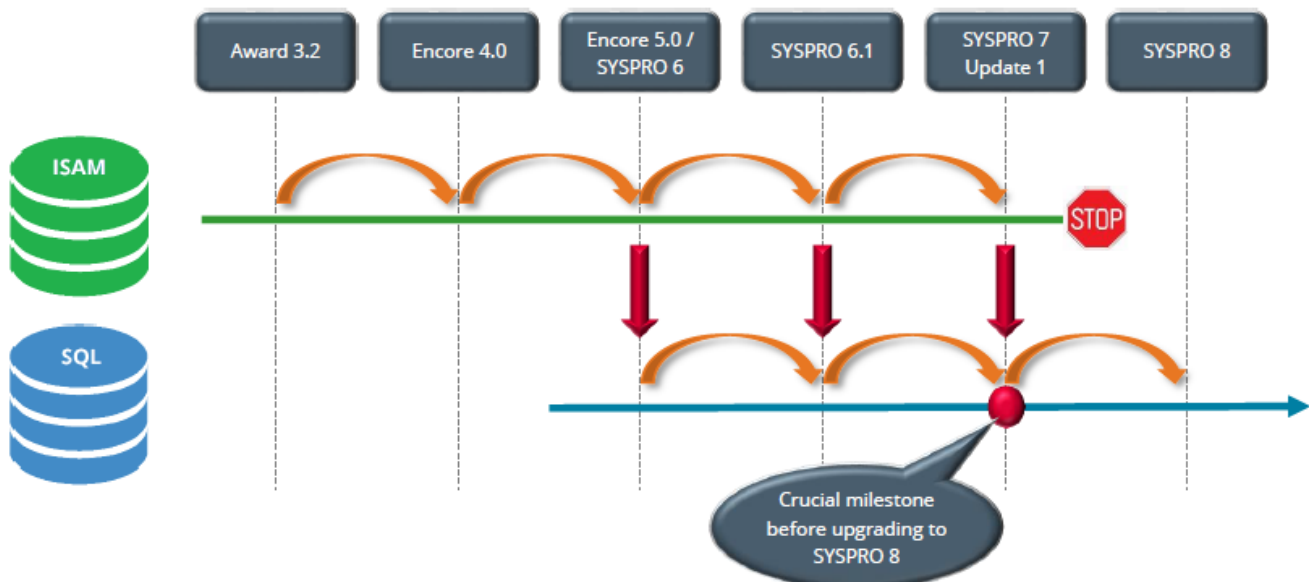 Award 3.2
Encore 4.0
Encore 5.0 /
SYSPRO 6
SYSPRO 6.1
SYSPRO 7
Update 1
SYSPRO 8
ISAM
STOP
SQL
Crucial milestone
before upgrading to
SYSPRO 8